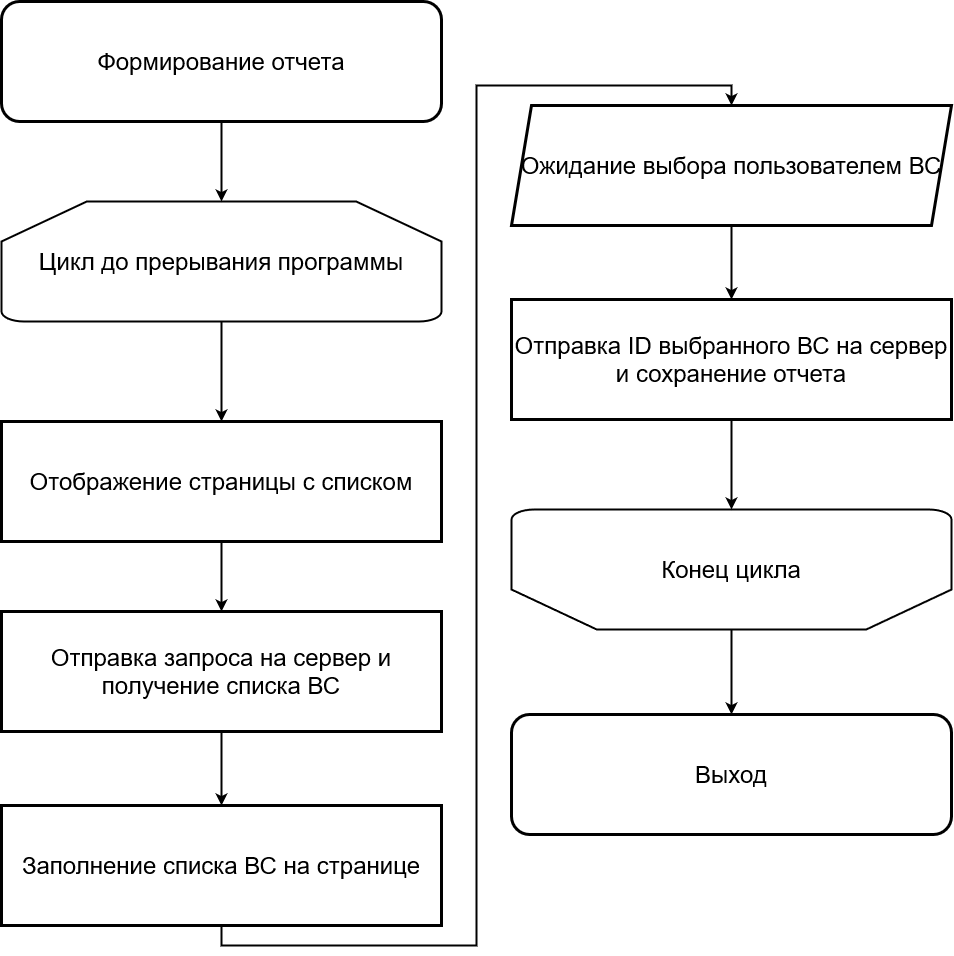 Формирование отчета
Цикл до прерывания программы
Отображение страницы с списком
Отправка запроса на сервер и
получение списка ВС
Заполнение списка ВС на странице
Ожидание выбора пользователем ВС
Отправка ID выбранного ВС на сервер
и сохранение отчета
Конец цикла
Выход